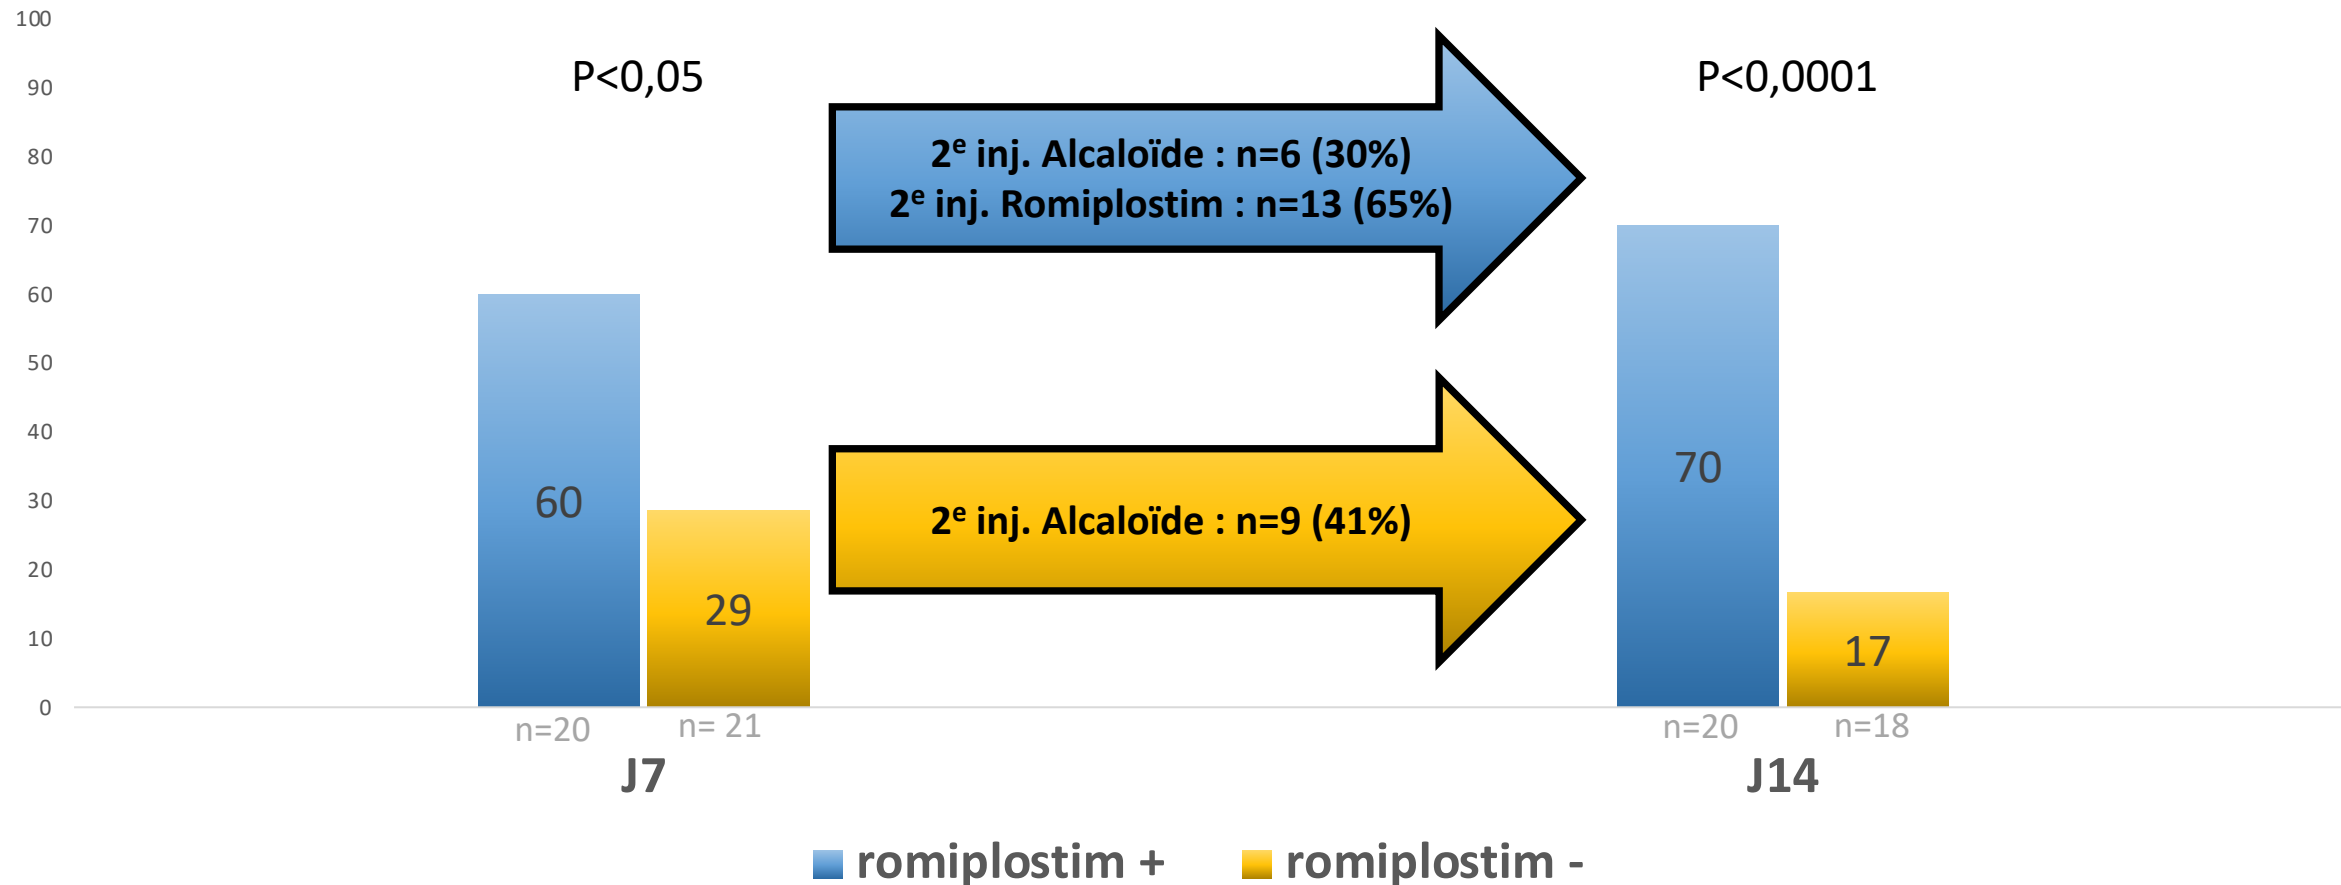 100
90
80
70
60
50
40
30
20
10
0
P<0,05
P<0,0001
2e inj. Alcaloïde : n=6 (30%)
2e inj. Romiplostim : n=13 (65%)
2e inj. Alcaloïde : n=9 (41%)
60
29
70
17
n=20
n= 21
n=20
n=18
J7
J14
romiplostim +
romiplostim -